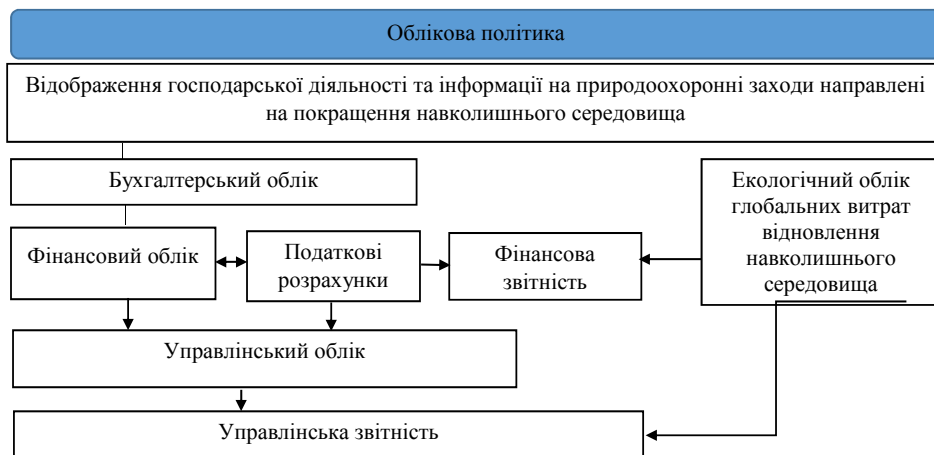 Облікова політика
Відображення господарської діяльності та інформації на природоохоронні заходи направлені
на покращення навколишнього середовища
Бухгалтерський облік
Екологічний облік
глобальних витрат
відновлення
навколишнього
середовища
Фінансовий облік
Податкові
розрахунки
Фінансова
звітність
Управлінський облік
Управлінська звітність